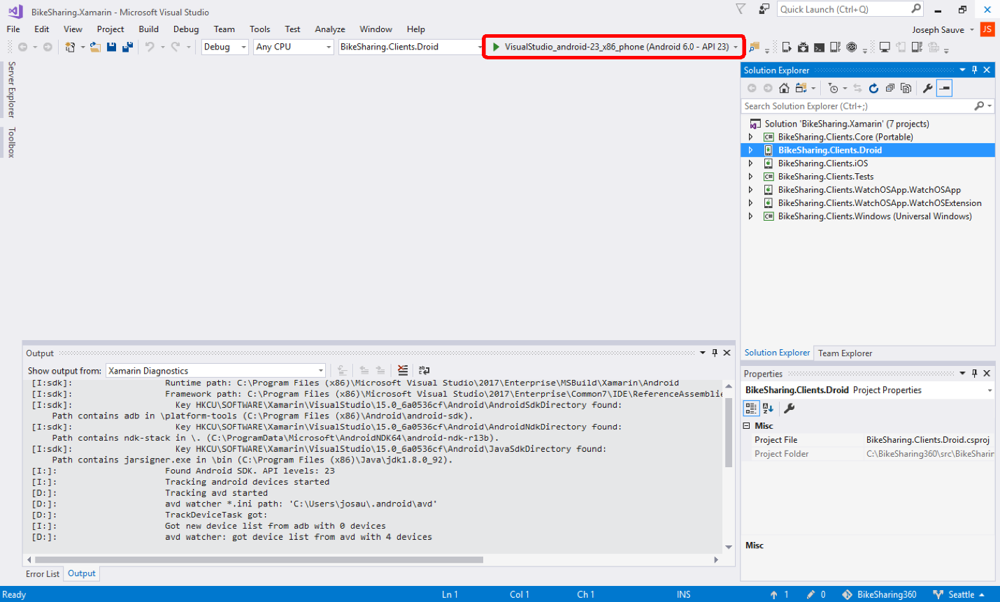 BikeSharing.Xamarin - Microsoft Visual Studio
Quick Launch (Ctrl+Q)
File Edit View Project Build Debug Team Tools Test Analyze Window Help
Joseph Sauve JS
Debug Any CPU BikeSharing.Clients.Droid VisualStudio_android-23_x86_phone (Android 6.0 - API 23)
Server Explorer
Toolbox
Solution Explorer
Search Solution Explorer (Ctrl+;)
Solution 'BikeSharing.Xamarin' (7 projects)
C# BikeSharing.Clients.Core (Portable)
BikeSharing.Clients.Droid
BikeSharing.Clients.iOS
C# BikeSharing.Clients.Tests
BikeSharing.Clients.WatchOSApp.WatchOSApp
BikeSharing.Clients.WatchOSApp.WatchOSExtension
C# BikeSharing.Clients.Windows (Universal Windows)
Solution Explorer Team Explorer
Properties
BikeSharing.Clients.Droid Project Properties
Misc
Project File BikeSharing.Clients.Droid.csproj
Project Folder C:\BikeSharing360\src\BikeSharin
Misc
Output
Show output from: Xamarin Diagnostics
[I:sdk]: Runtime path: C:\Program Files (x86)\Microsoft Visual Studio\2017\Enterprise\MSBuild\Xamarin\Android
[I:sdk]: Framework path: C:\Program Files (x86)\Microsoft Visual Studio\2017\Enterprise\Common7\IDE\ReferenceAssemblie
[I:sdk]: Key HKCU\SOFTWARE\Xamarin\VisualStudio\15.0_6a0536cf\Android\AndroidSdkDirectory found:
Path contains adb in \platform-tools (C:\Program Files (x86)\Android\android-sdk).
[I:sdk]: Key HKCU\SOFTWARE\Xamarin\VisualStudio\15.0_6a0536cf\Android\AndroidNdkDirectory found:
Path contains ndk-stack in \. (C:\ProgramData\Microsoft\AndroidNDK64\android-ndk-r13b).
[I:sdk]: Key HKCU\SOFTWARE\Xamarin\VisualStudio\15.0_6a0536cf\Android\JavaSdkDirectory found:
Path contains jarsigner.exe in \bin (C:\Program Files (x86)\Java\jdk1.8.0_92).
[I:]: Found Android SDK. API levels: 23
[I:]: Tracking android devices started
[D:]: Tracking avd started
[D:]: avd watcher *.ini path: 'C:\Users\josau\.android\avd'
[D:]: TrackDeviceTask got:
[I:]: Got new device list from adb with 0 devices
[D:]: avd watcher: got device list from avd with 4 devices
Error List Output
Ready Ln 1 Col 1 Ch 1 INS 1 0 BikeSharing360 Seattle